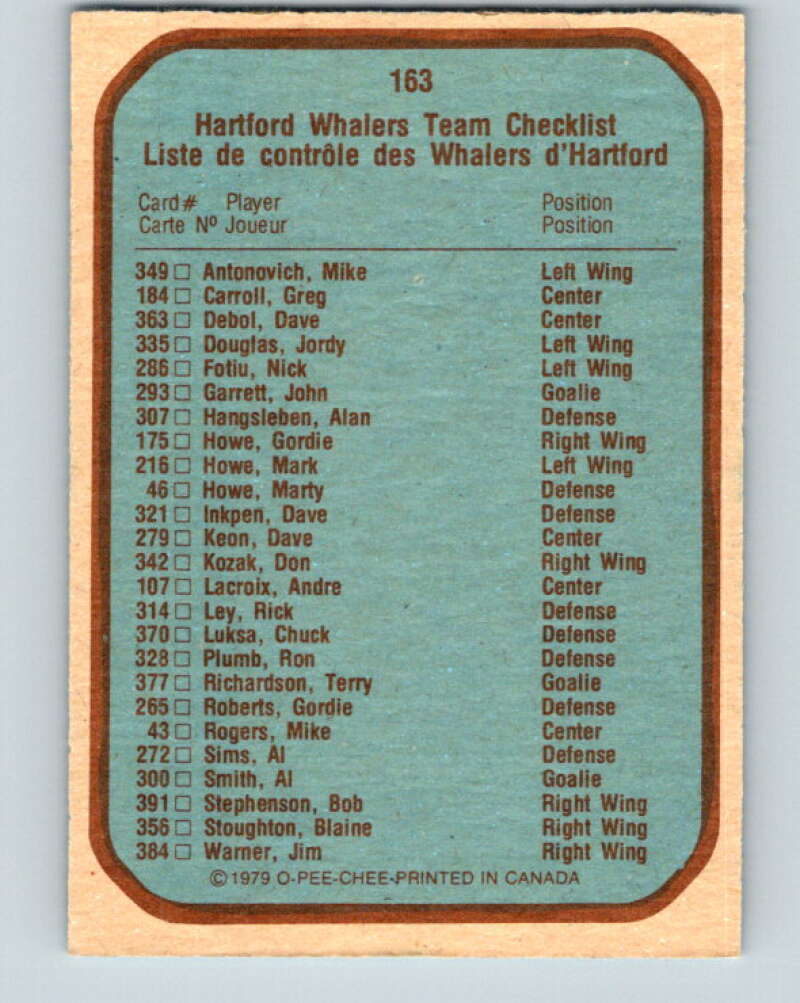 163
Hartford Whalers Team Checklist
Liste de contrôle des Whalers d'Hartford
Card# Player Position
Carte Nº Joueur Position
349 □ Antonovich, Mike Left Wing
184 □ Carroll, Greg Center
363 □ Debol, Dave Center
335 □ Douglas, Jordy Left Wing
286 □ Fotiu, Nick Left Wing
293 □ Garrett, John Goalie
307 □ Hangsleben, Alan Defense
175 □ Howe, Gordie Right Wing
216 □ Howe, Mark Left Wing
46 □ Howe, Marty Defense
321 □ Inkpen, Dave Defense
279 □ Keon, Dave Center
342 □ Kozak, Don Right Wing
107 □ Lacroix, Andre Center
314 □ Ley, Rick Defense
370 □ Luksa, Chuck Defense
328 □ Plumb, Ron Defense
377 □ Richardson, Terry Goalie
265 □ Roberts, Gordie Defense
43 □ Rogers, Mike Center
272 □ Sims, Al Defense
300 □ Smith, Al Goalie
391 □ Stephenson, Bob Right Wing
356 □ Stoughton, Blaine Right Wing
384 □ Warner, Jim Right Wing
© 1979 O-PEE-CHEE-PRINTED IN CANADA